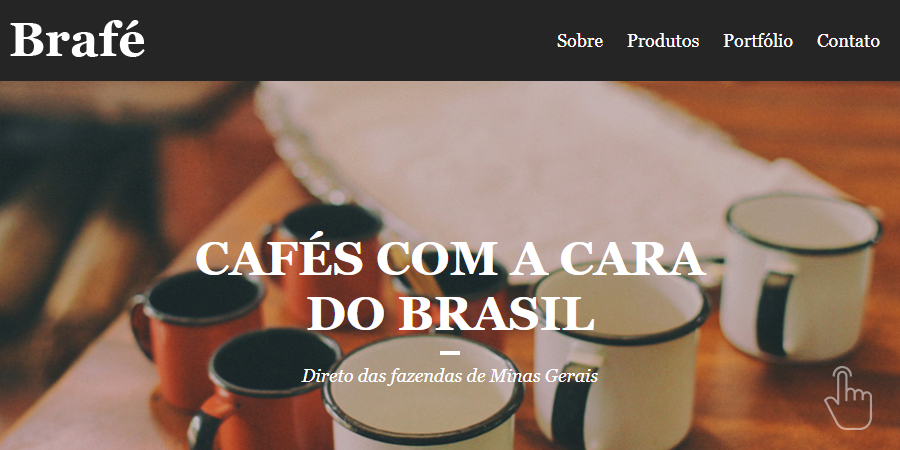 Brafé
Sobre Produtos Portfólio Contato
CAFÉS COM A CARA
DO BRASIL
Direto das fazendas de Minas Gerais